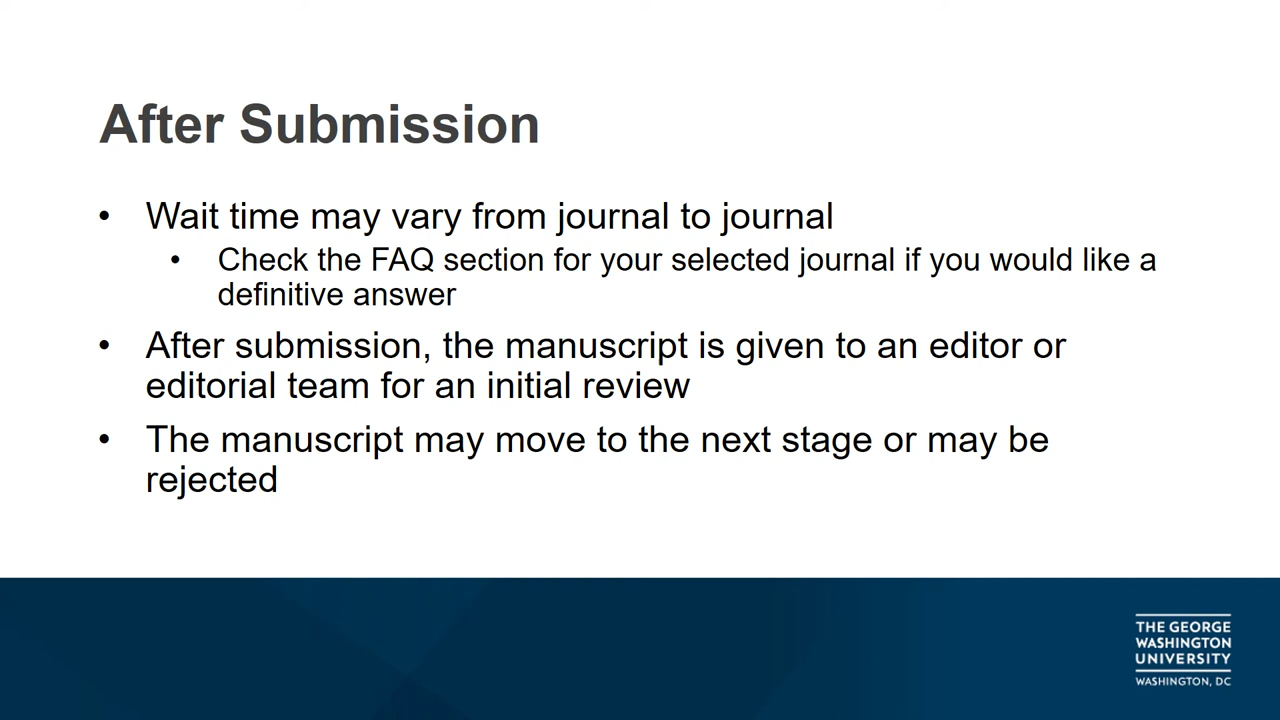 After Submission
• Wait time may vary from journal to journal
• Check the FAQ section for your selected journal if you would like a
definitive answer
• After submission, the manuscript is given to an editor or
editorial team for an initial review
• The manuscript may move to the next stage or may be
rejected
THE GEORGE
WASHINGTON
UNIVERSITY
WASHINGTON, DC